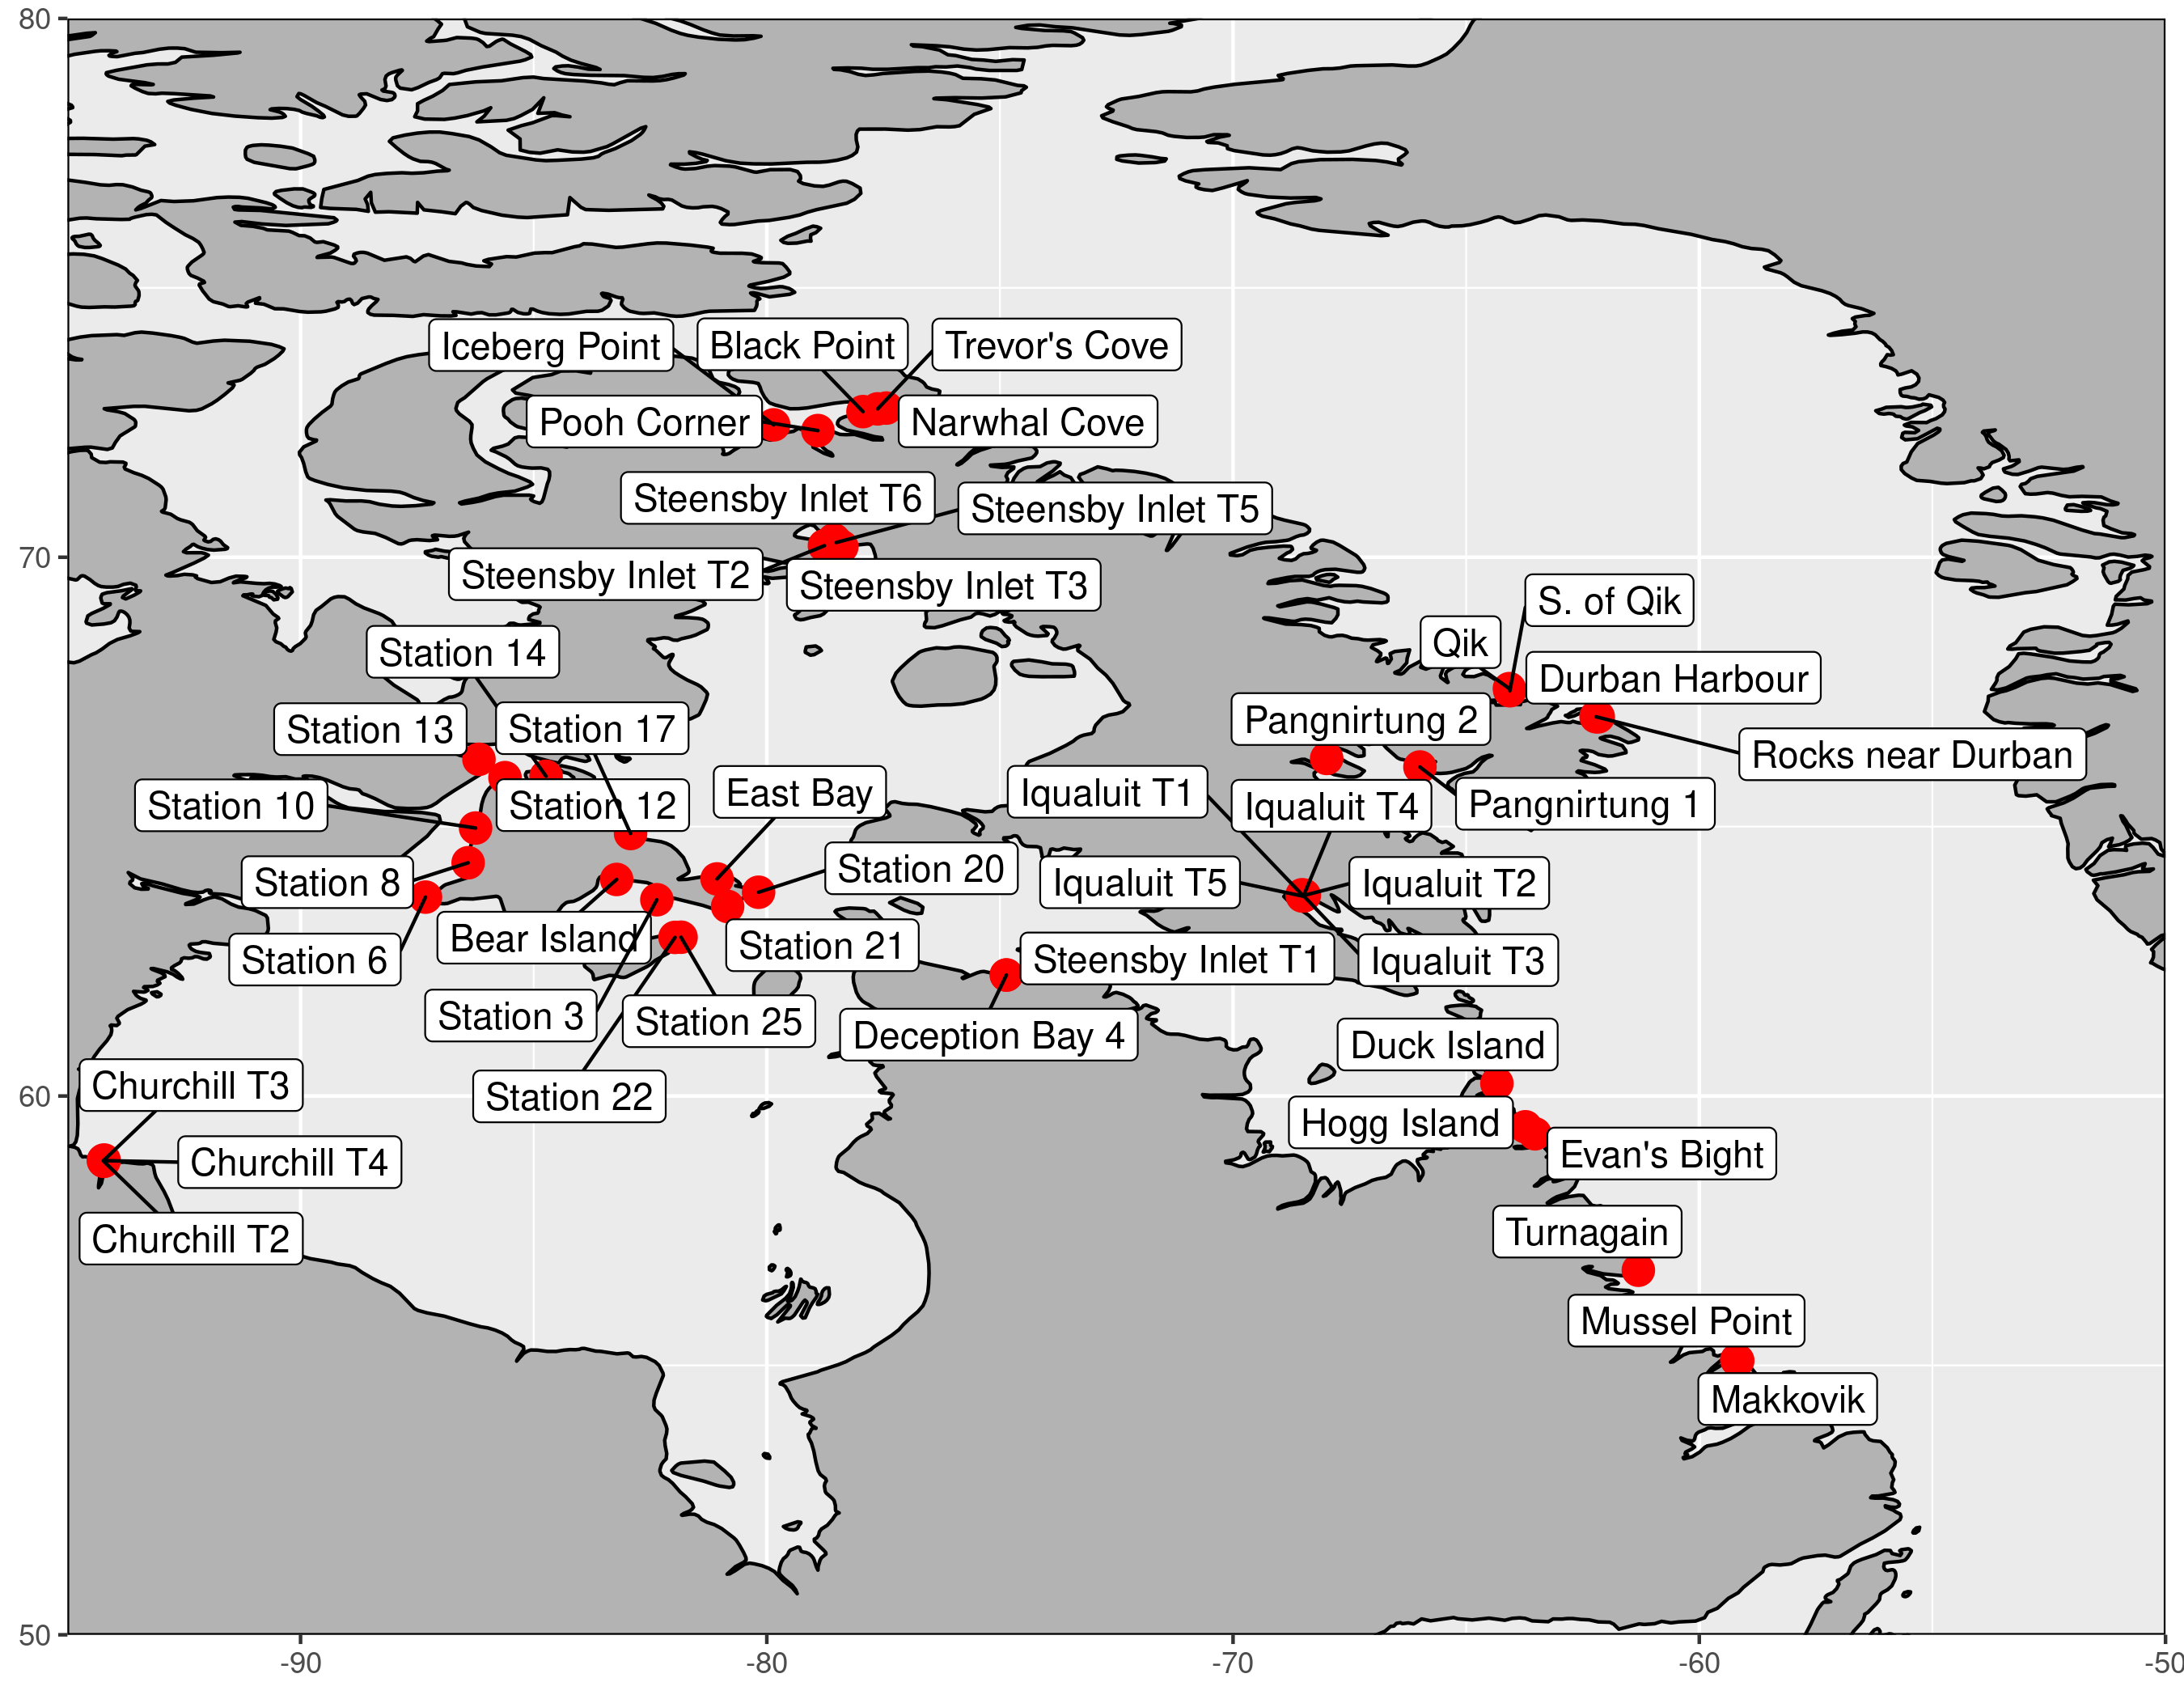 80
Iceberg Point
Black Point
Trevor's Cove
Pooh Corner
Narwhal Cove
Steensby Inlet T6
Steensby Inlet T5
70
Steensby Inlet T2
Steensby Inlet T3
S. of Qik
Qik
Station 14
Durban Harbour
Station 13
Station 17
Pangnirtung 2
Rocks near Durban
Station 10
Station 12
East Bay
Iqualuit T1
Iqualuit T4
Pangnirtung 1
Station 8
Station 20
Iqualuit T5
Iqualuit T2
Bear Island
Station 21
Station 6
Steensby Inlet T1
Iqualuit T3
Station 3
Station 25
Deception Bay 4
Duck Island
Churchill T3
60
Station 22
Hogg Island
Evan's Bight
Churchill T4
Churchill T2
Turnagain
Mussel Point
Makkovik
50
-90
-80
-70
-60
-50